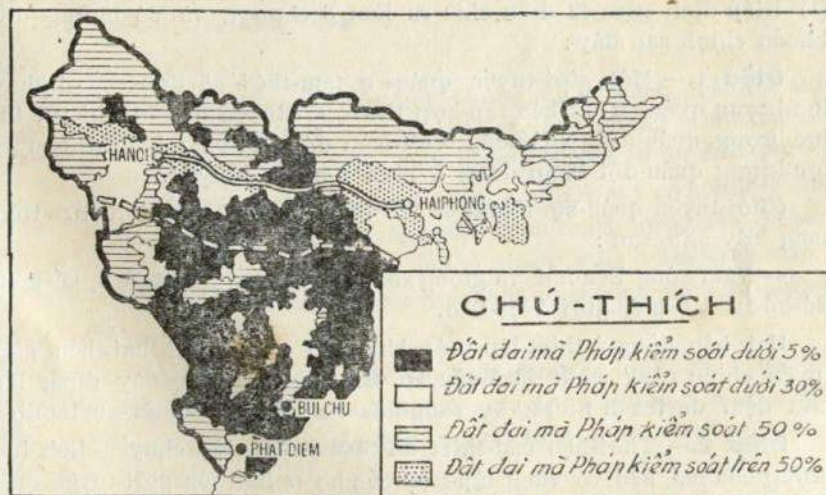 HANOI
HAIPHONG
BUI CHU
PHAT DIEM
CHÚ-THÍCH
Đất đai mà Pháp kiểm soát dưới 5%
Đất đai mà Pháp kiểm soát dưới 30%
Đất đai mà Pháp kiểm soát 50%
Đất đai mà Pháp kiểm soát trên 50%